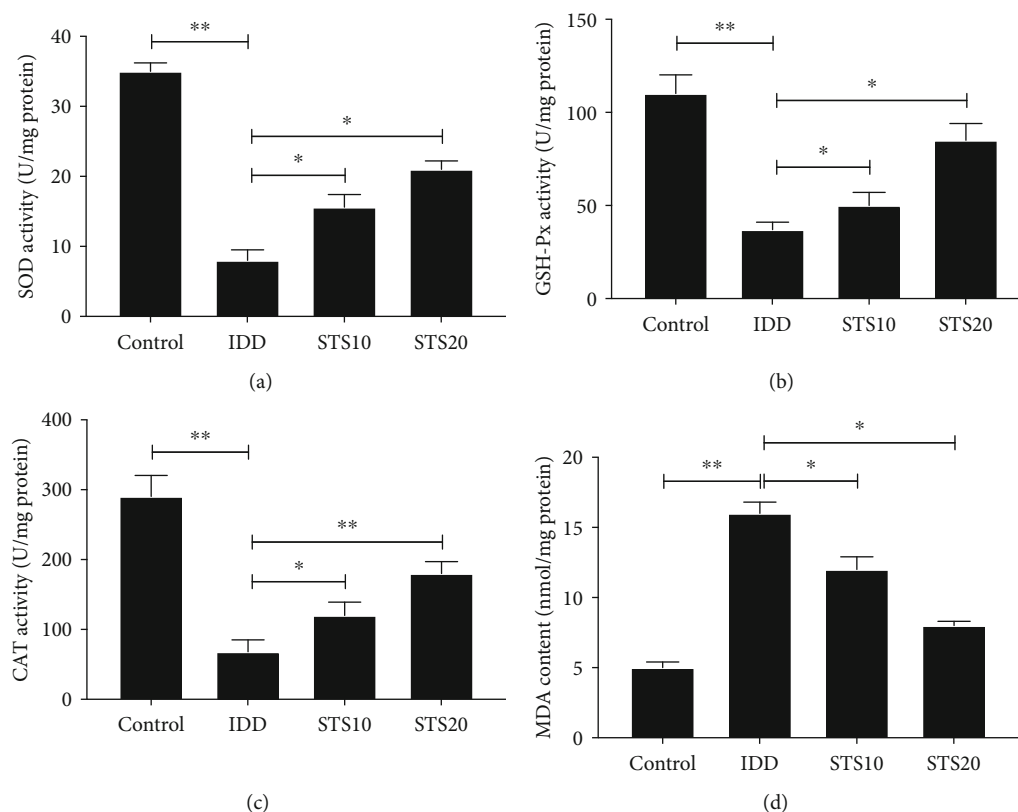 **
*
*
SOD activity (U/mg protein)
40
30
20
10
0
Control IDD STS10 STS20
(a)
**
*
*
GSH-Px activity (U/mg protein)
150
100
50
0
Control IDD STS10 STS20
(b)
**
**
*
CAT activity (U/mg protein)
400
300
200
100
0
Control IDD STS10 STS20
(c)
*
**
*
MDA content (nmol/mg protein)
20
15
10
5
0
Control IDD STS10 STS20
(d)